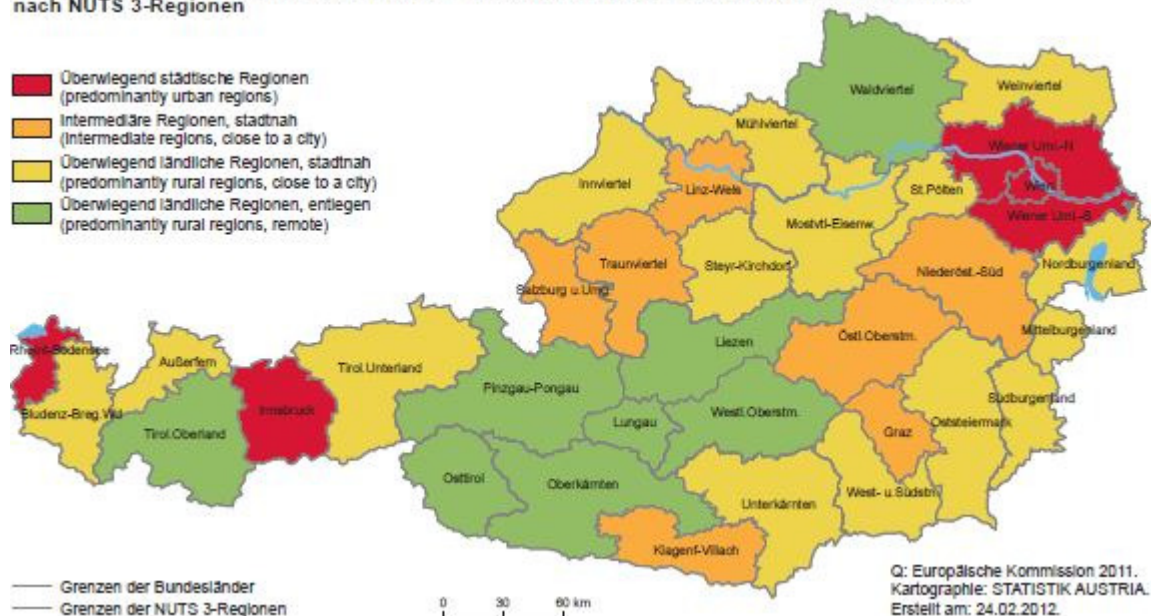 nach NUTS 3-Regionen
Überwiegend städtische Regionen
(predominantly urban regions)
Intermediäre Regionen, stadtnah
(intermediate regions, close to a city)
Überwiegend ländliche Regionen, stadtnah
(predominantly rural regions, close to a city)
Überwiegend ländliche Regionen, entlegen
(predominantly rural regions, remote)
Waldviertel
Weinviertel
Mühlviertel
Wiener Uml.-N
Innviertel
Linz-Wels
St.Pölten
Wien
Wiener Uml.-S
Mostvtl-Eisenw.
Traunviertel
Steyr-Kirchdorf
Niederöst.-Süd
Nordburgenland
Salzburg u.Umg
Mittelburgenland
Östl.Oberstm.
Liezen
Rheint-Bodensee
Außerfern
Tirol.Unterland
Pinzgau-Pongau
Bludenz-Breg.Wld
Innsbruck
Südburgenland
Tirol.Oberland
Lungau
Westl.Oberstm.
Graz
Oststeiermark
Osttirol
Oberkärnten
Unterkärnten
West- u.Südstm.
Klagenf-Villach
Grenzen der Bundesländer
Grenzen der NUTS 3-Regionen
0 30 60 km
Q: Europäische Kommission 2011.
Kartographie: STATISTIK AUSTRIA.
Erstellt am: 24.02.2012.